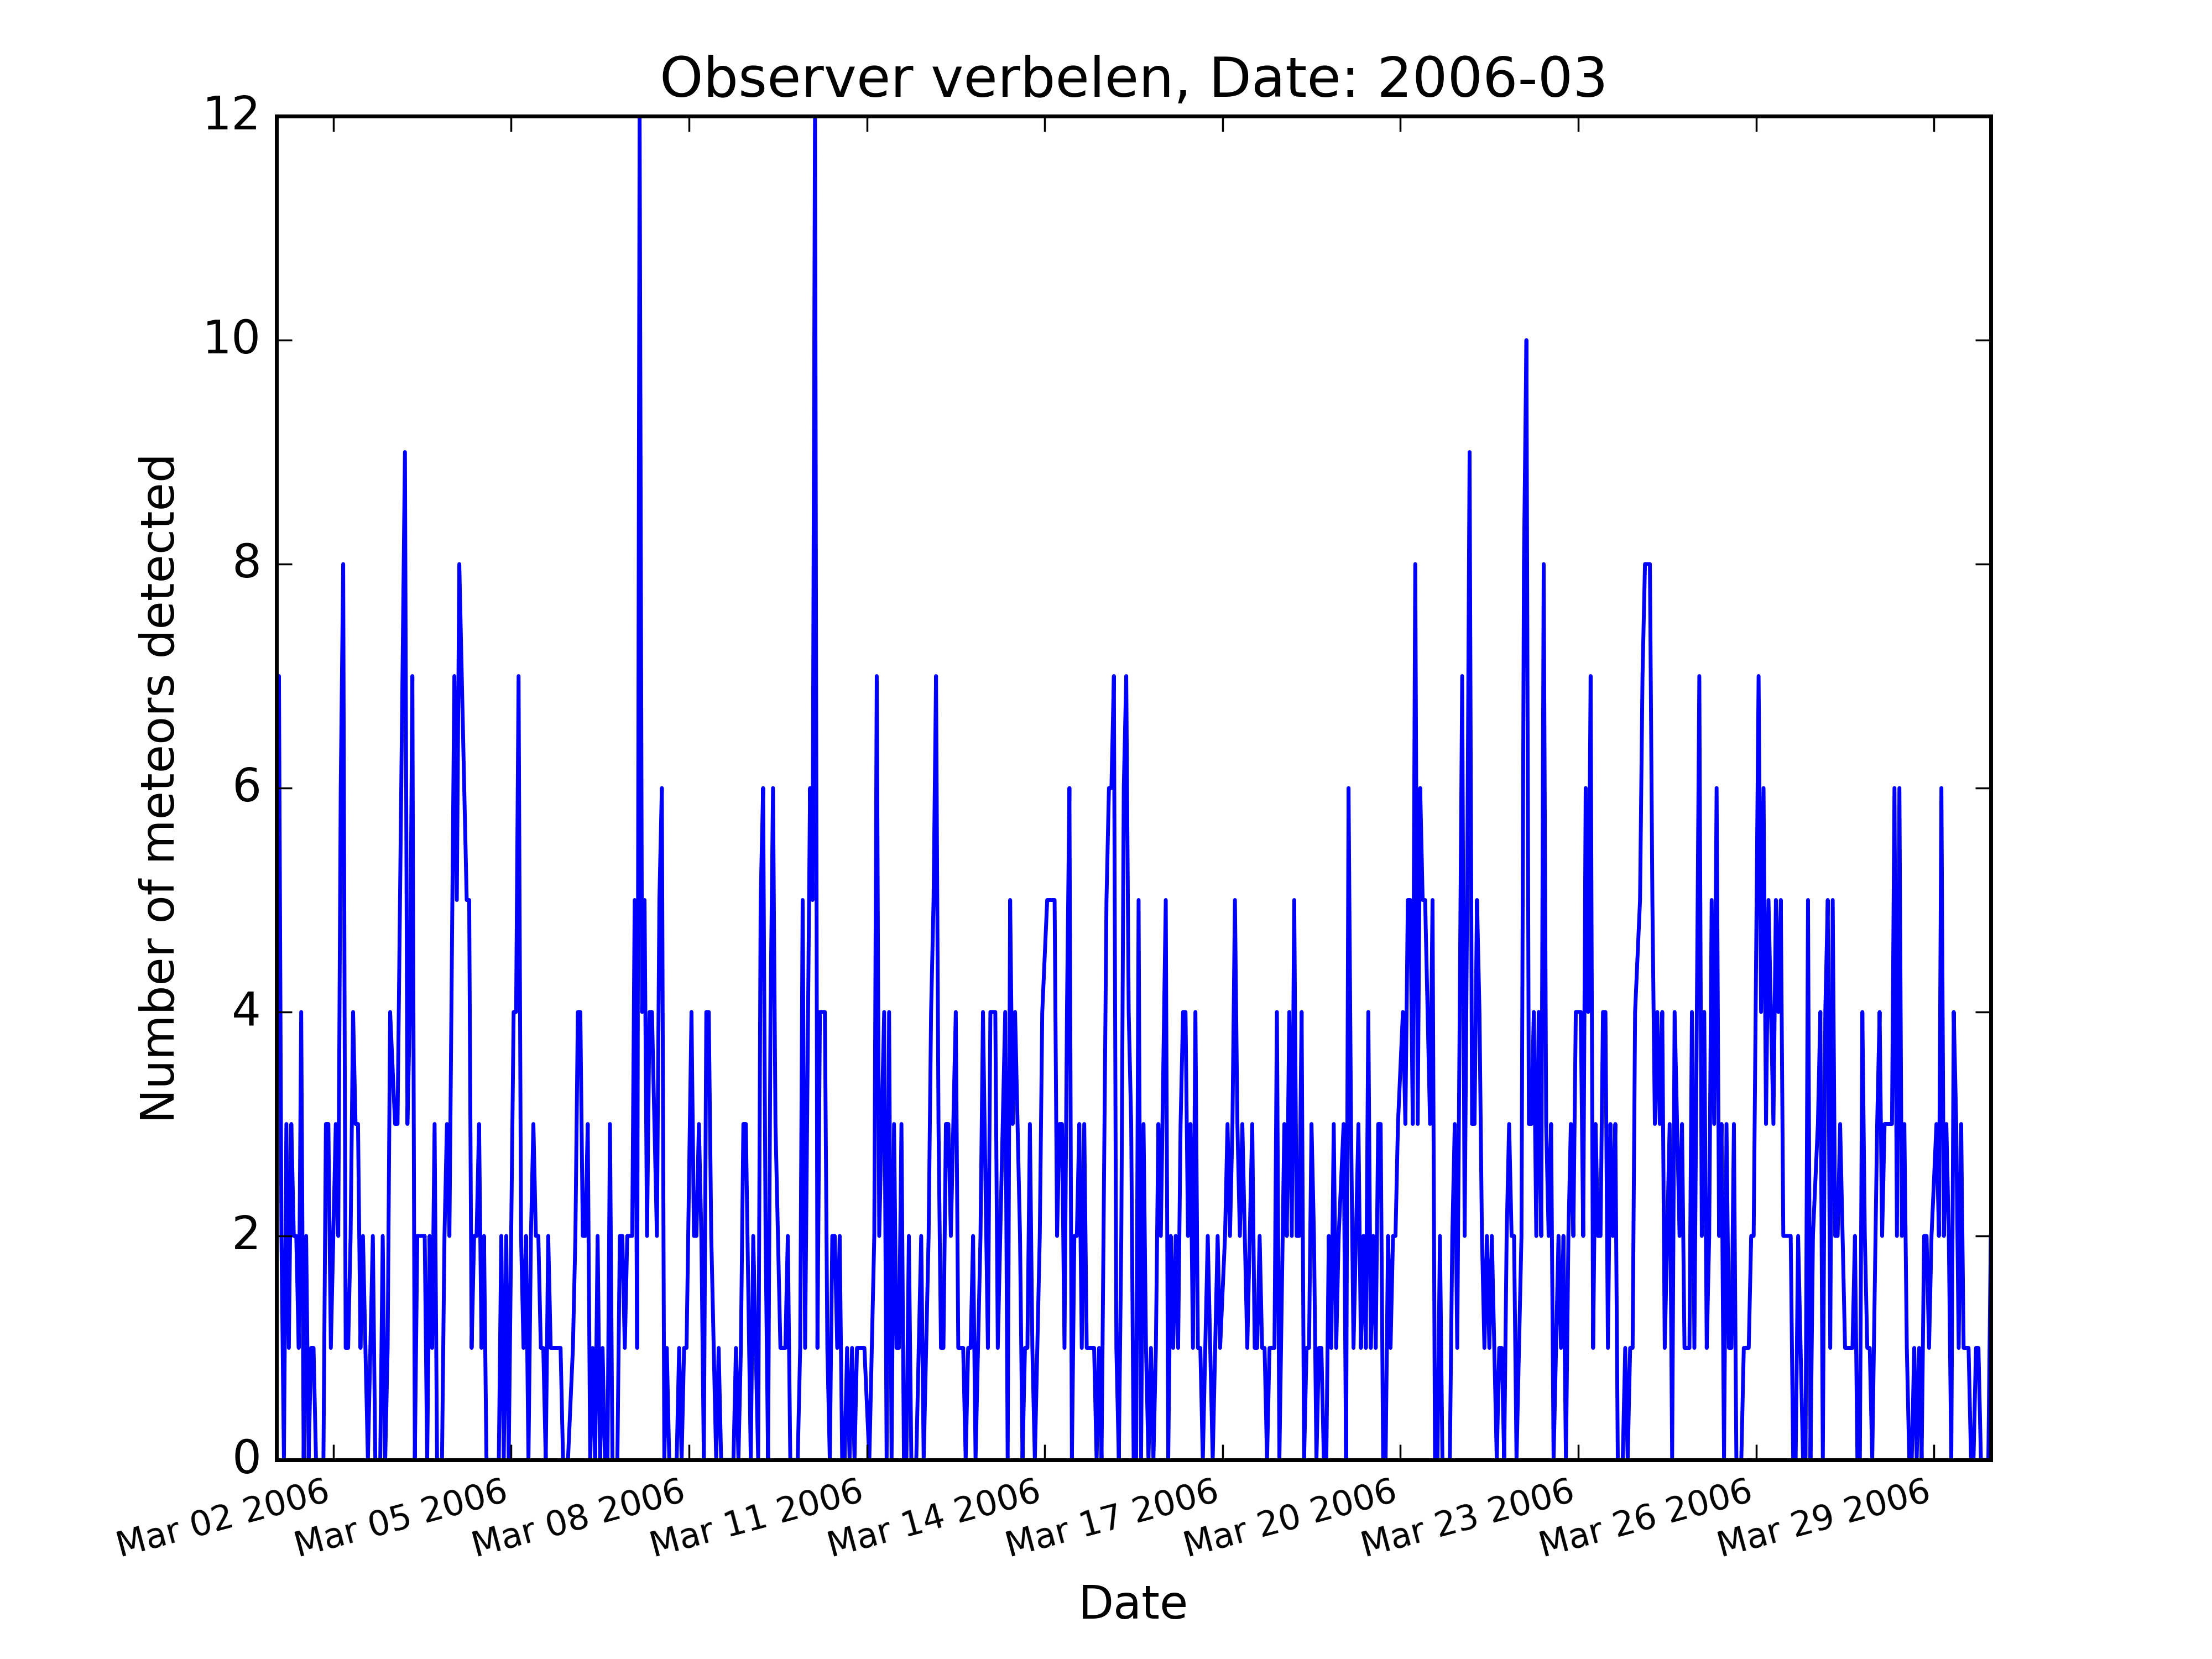 Observer verbelen, Date: 2006-03
Number of meteors detected
12
10
8
6
4
2
0
Mar 02 2006
Mar 05 2006
Mar 08 2006
Mar 11 2006
Mar 14 2006
Mar 17 2006
Mar 20 2006
Mar 23 2006
Mar 26 2006
Mar 29 2006
Date